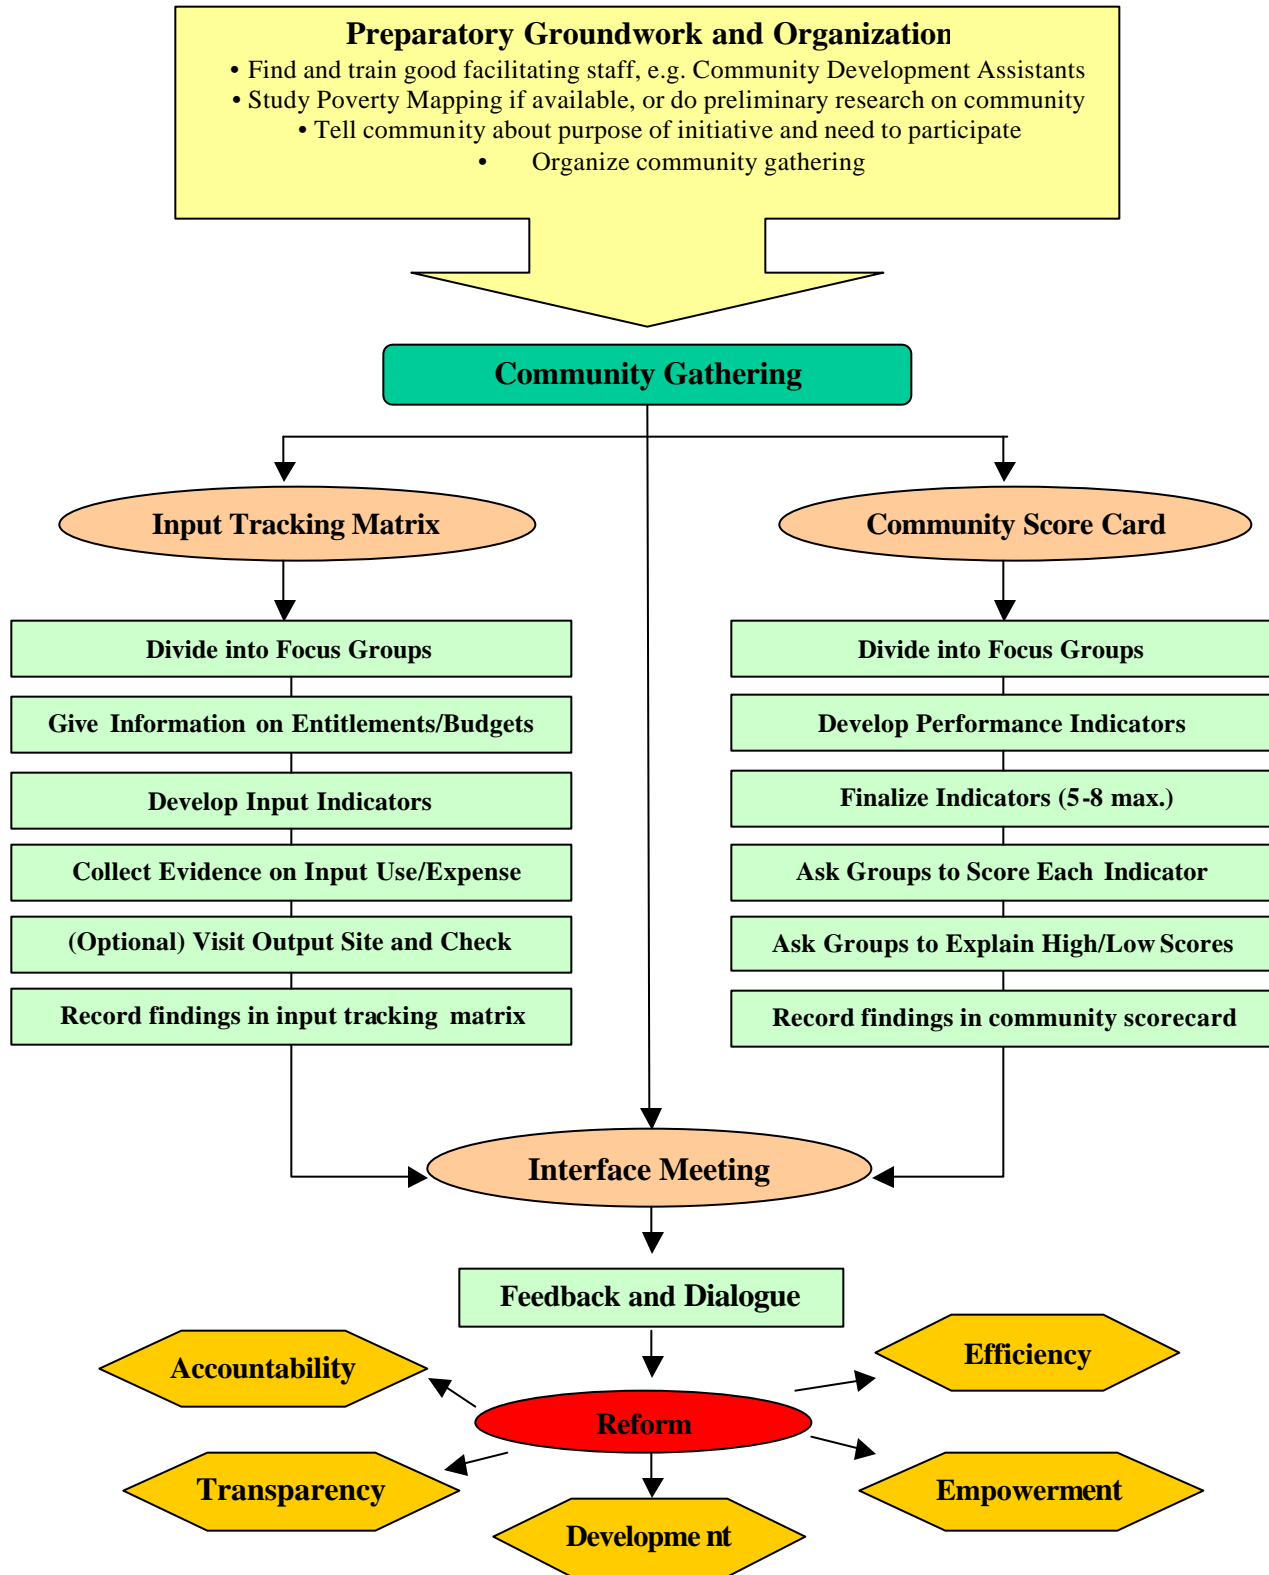 Preparatory Groundwork and Organization
• Find and train good facilitating staff, e.g. Community Development Assistants
• Study Poverty Mapping if available, or do preliminary research on community
• Tell community about purpose of initiative and need to participate
• Organize community gathering
Community Gathering
Input Tracking Matrix
Community Score Card
Divide into Focus Groups
Give Information on Entitlements/Budgets
Develop Input Indicators
Collect Evidence on Input Use/Expense
(Optional) Visit Output Site and Check
Record findings in input tracking matrix
Divide into Focus Groups
Develop Performance Indicators
Finalize Indicators (5-8 max.)
Ask Groups to Score Each Indicator
Ask Groups to Explain High/Low Scores
Record findings in community scorecard
Interface Meeting
Feedback and Dialogue
Accountability
Efficiency
Reform
Transparency
Empowerment
Development